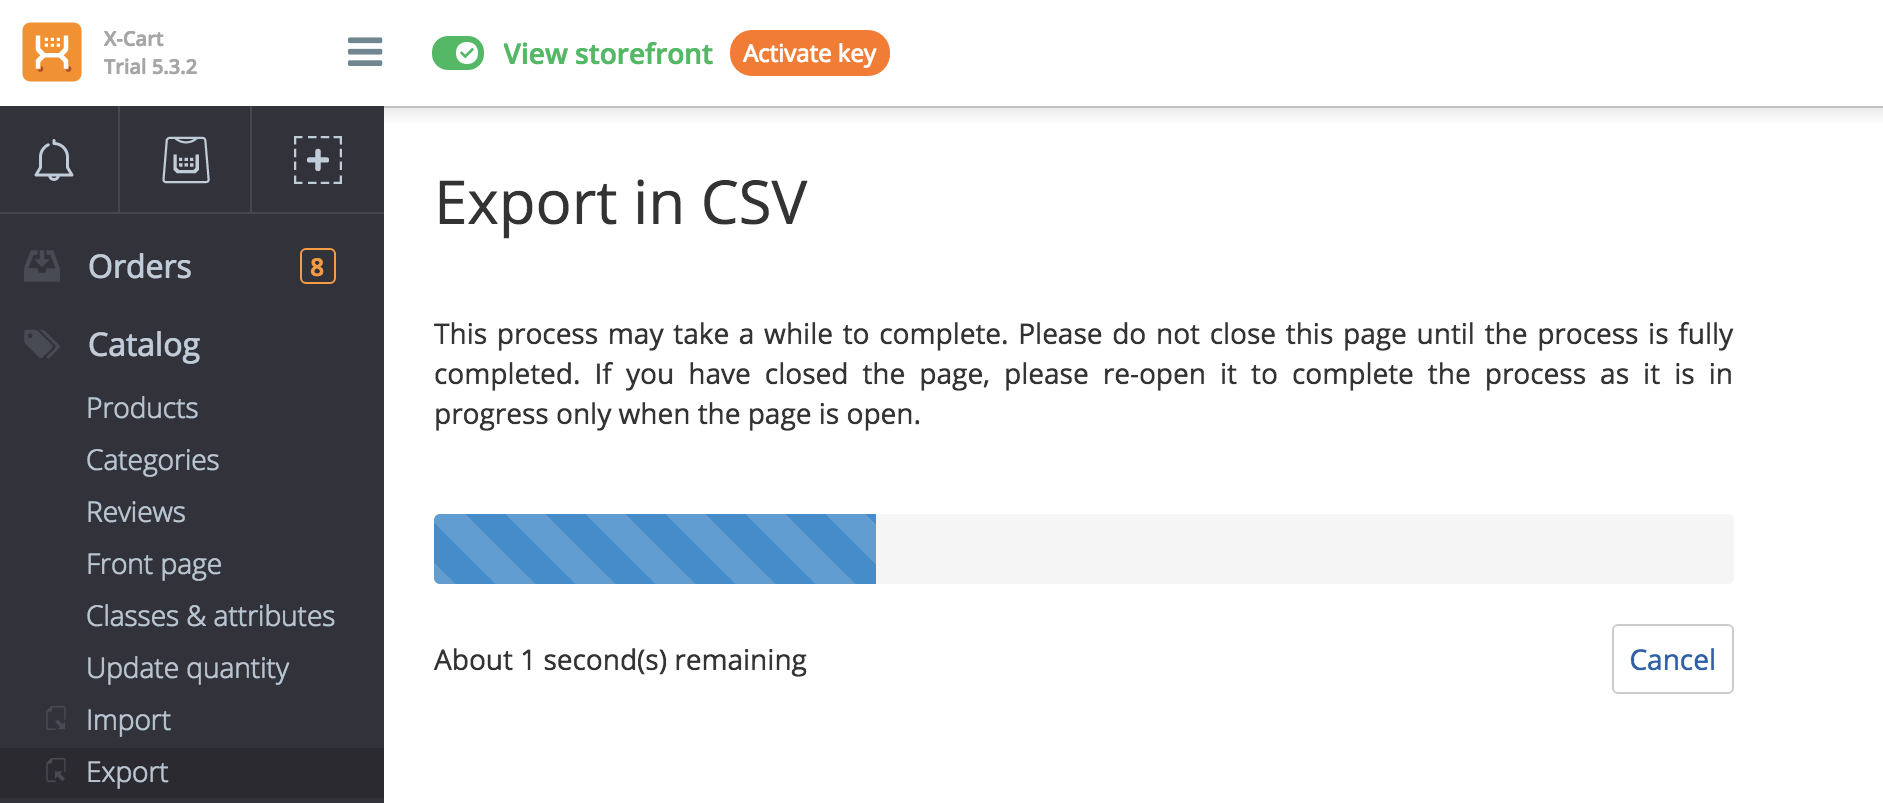 X-Cart
Trial 5.3.2
View storefront
Activate key
Orders
8
Catalog
Products
Categories
Reviews
Front page
Classes & attributes
Update quantity
Import
Export
Export in CSV
This process may take a while to complete. Please do not close this page until the process is fully
completed. If you have closed the page, please re-open it to complete the process as it is in
progress only when the page is open.
About 1 second(s) remaining
Cancel